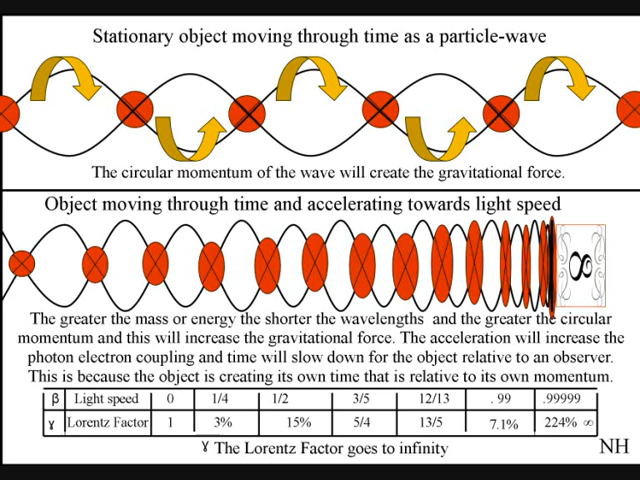 Stationary object moving through time as a particle-wave
The circular momentum of the wave will create the gravitational force.
Object moving through time and accelerating towards light speed
∞
The greater the mass or energy the shorter the wavelengths and the greater the circular
momentum and this will increase the gravitational force. The acceleration will increase the
photon electron coupling and time will slow down for the object relative to an observer.
This is because the object is creating its own time that is relative to its own momentum.
β Light speed 0 1/4 1/2 3/5 12/13 . 99 .99999
γ Lorentz Factor 1 3% 15% 5/4 13/5 7.1% 224% ∞
γ The Lorentz Factor goes to infinity
NH